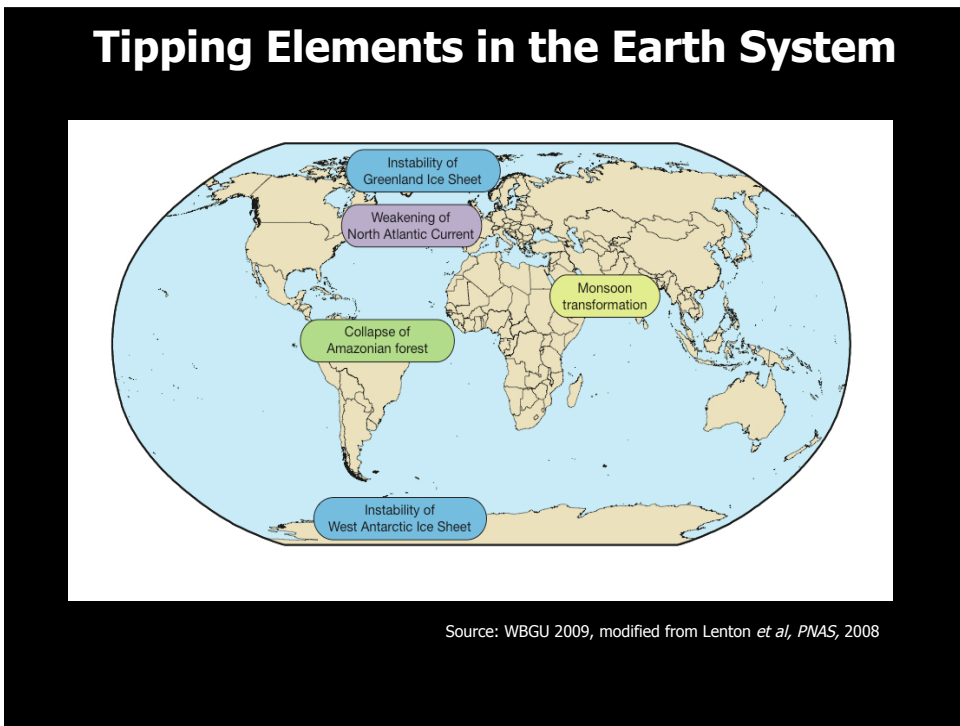 Tipping Elements in the Earth System
Instability of
Greenland Ice Sheet
Weakening of
North Atlantic Current
Monsoon
transformation
Collapse of
Amazonian forest
Instability of
West Antarctic Ice Sheet
Source: WBGU 2009, modified from Lenton et al, PNAS, 2008